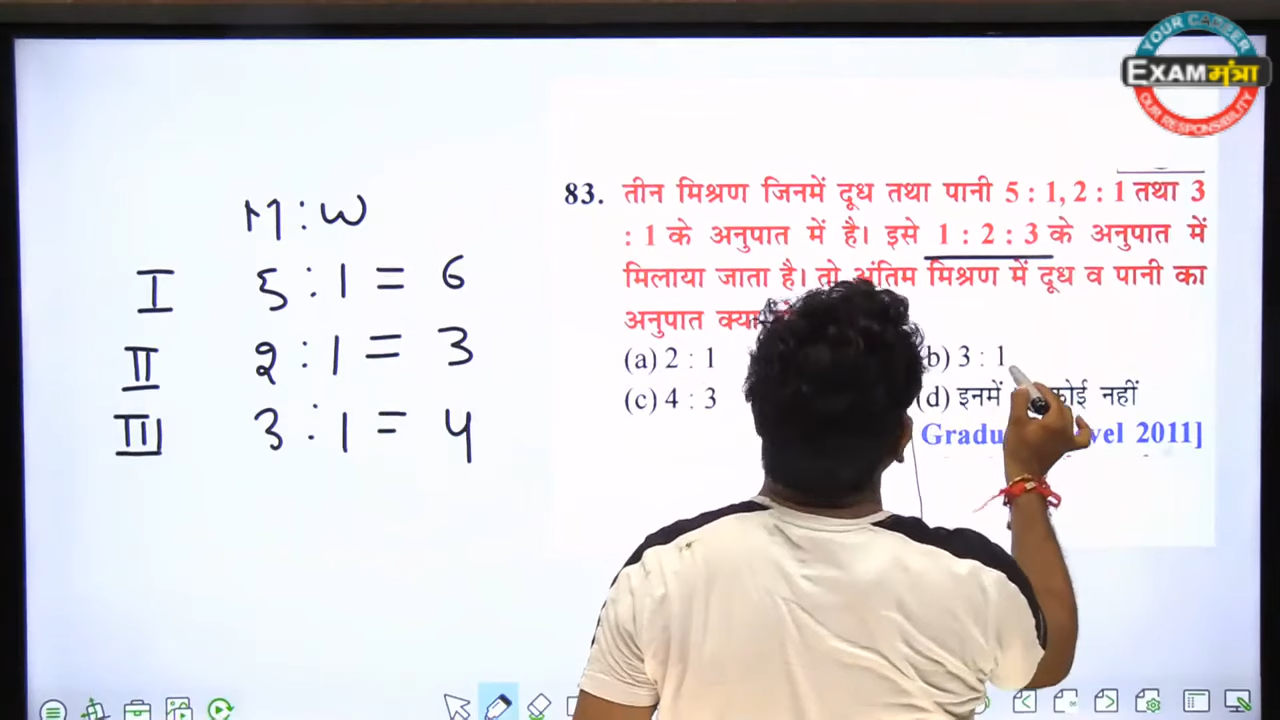 YOUR CAREER
EXAMमंत्रा
OUR RESPONSIBILITY
M : W
I 5 : 1 = 6
II 2 : 1 = 3
III 3 : 1 = 4
83. तीन मिश्रण जिनमें दूध तथा पानी 5 : 1, 2 : 1 तथा 3
: 1 के अनुपात में है। इसे 1 : 2 : 3 के अनुपात में
मिलाया जाता है। तो अंतिम मिश्रण में दूध व पानी का
अनुपात क्या
(a) 2 : 1 (b) 3 : 1
(c) 4 : 3 (d) इनमें कोई नहीं
2011]